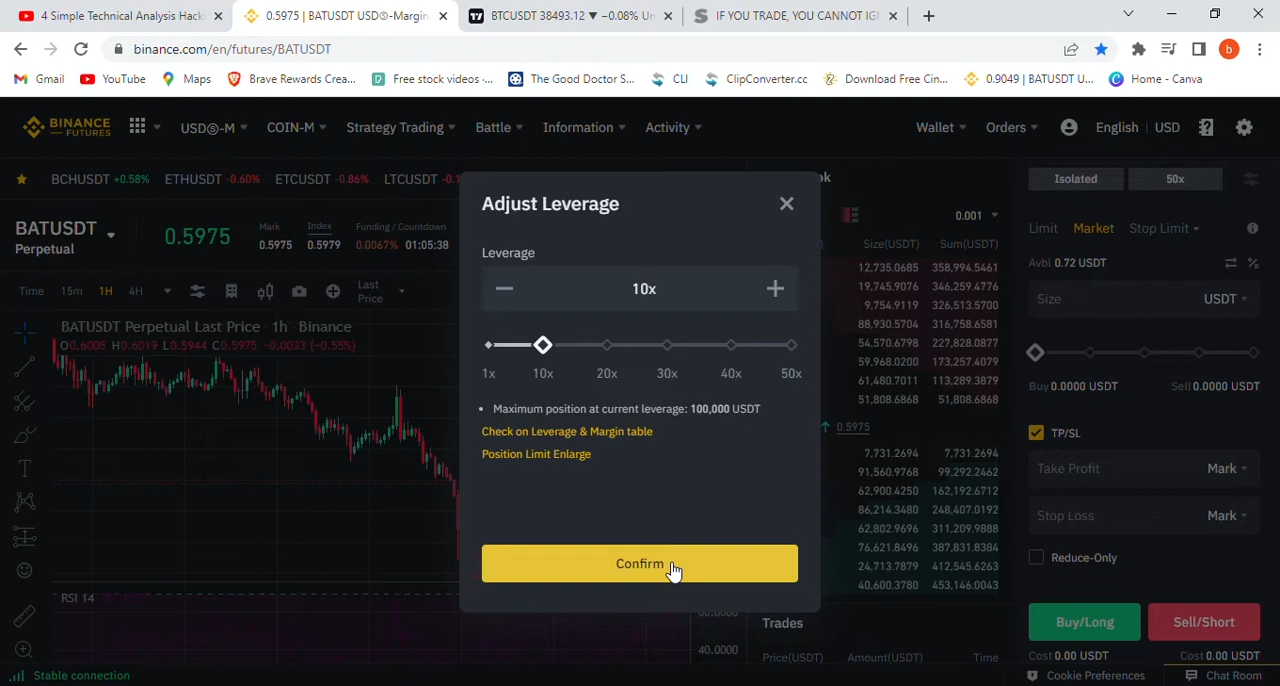 4 Simple Technical Analysis Hack
0.5975 | BATUSDT USDⓈ-Margin
BTCUSDT 38493.12 ▼ −0.08% Un
IF YOU TRADE, YOU CANNOT IG
binance.com/en/futures/BATUSDT
Gmail YouTube Maps Brave Rewards Crea... Free stock videos ·... The Good Doctor S... CLI ClipConverter.cc Download Free Cin... 0.9049 | BATUSDT U... Home - Canva
BINANCE FUTURES USDⓈ-M COIN-M Strategy Trading Battle Information Activity Wallet Orders English USD
BCHUSDT +0.58% ETHUSDT -0.60% ETCUSDT -0.86% LTCUSDT
BATUSDT
Perpetual
0.5975
Mark
0.5975
Index
0.5979
Funding / Countdown
0.0067% 01:05:38
Time 15m 1H 4H Last Price
BATUSDT Perpetual Last Price · 1h · Binance
O0.6005 H0.6019 L0.5944 C0.5975 −0.0033 (−0.55%)
RSI 14
60.0000
40.0000
Stable connection
Adjust Leverage
Leverage
10x
1x 10x 20x 30x 40x 50x
• Maximum position at current leverage: 100,000 USDT
Check on Leverage & Margin table
Position Limit Enlarge
Confirm
0.001
Size(USDT) Sum(USDT)
12,735.0685 358,994.5461
19,745.9076 346,259.4776
9,754.9119 326,513.5700
88,930.5704 316,758.6581
54,570.6798 227,828.0877
59,968.0200 173,257.4079
61,480.7011 113,289.3879
51,808.6868 51,808.6868
↑ 0.5975
7,731.2694 7,731.2694
91,560.9768 99,292.2462
62,900.4250 162,192.6712
86,214.3480 248,407.0192
62,802.9696 311,209.9888
76,621.8496 387,831.8384
24,713.7879 412,545.6263
40,600.3780 453,146.0043
Trades
Price(USDT) Amount(USDT) Time
Isolated 50x
Limit Market Stop Limit
Avbl 0.72 USDT
Size USDT
Buy 0.0000 USDT Sell 0.0000 USDT
TP/SL
Take Profit Mark
Stop Loss Mark
Reduce-Only
Buy/Long Sell/Short
Cost 0.00 USDT Cost 0.00 USDT
Cookie Preferences Chat Room